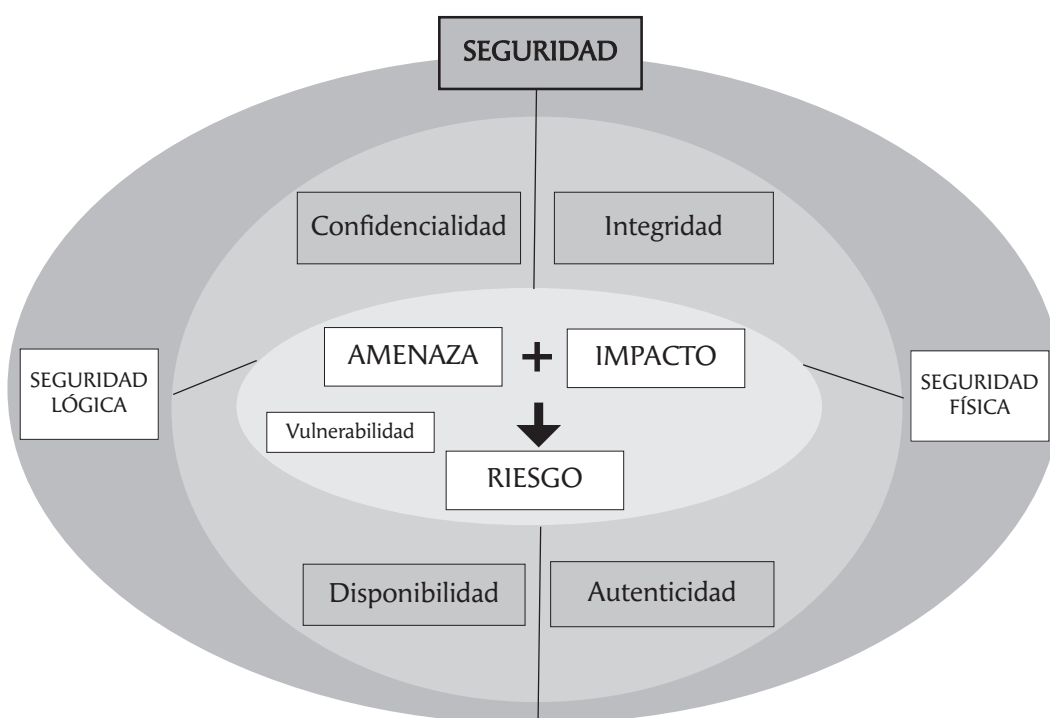 SEGURIDAD
Confidencialidad
Integridad
AMENAZA + IMPACTO
SEGURIDAD
LÓGICA
SEGURIDAD
FÍSICA
Vulnerabilidad
RIESGO
Disponibilidad
Autenticidad